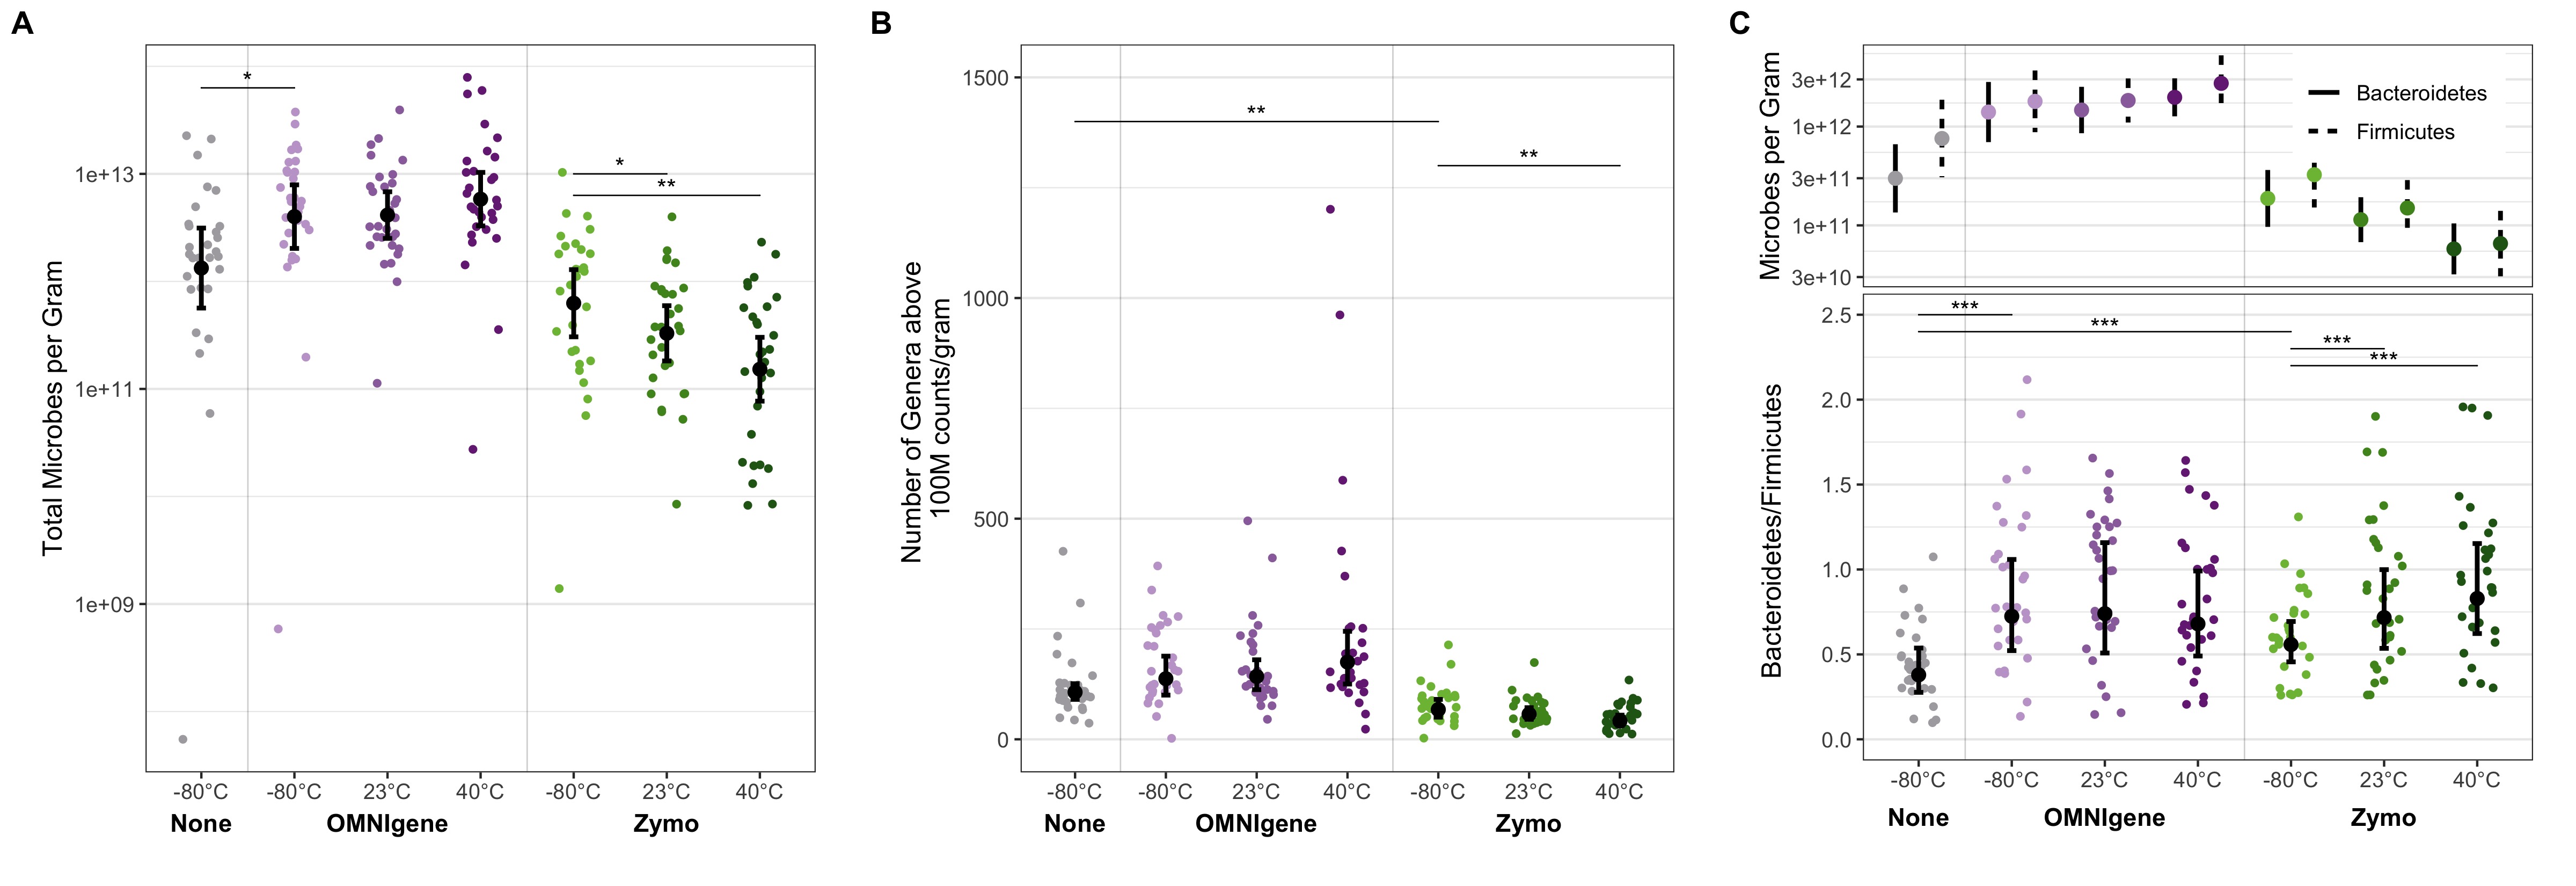 A
Total Microbes per Gram
1e+13
1e+11
1e+09
*
*
**
-80°C -80°C 23°C 40°C -80°C 23°C 40°C
None OMNIgene Zymo
B
Number of Genera above
100M counts/gram
1500
1000
500
0
**
**
-80°C -80°C 23°C 40°C -80°C 23°C 40°C
None OMNIgene Zymo
C
Microbes per Gram
3e+12
1e+12
3e+11
1e+11
3e+10
Bacteroidetes
Firmicutes
Bacteroidetes/Firmicutes
2.5
2.0
1.5
1.0
0.5
0.0
***
***
***
***
-80°C -80°C 23°C 40°C -80°C 23°C 40°C
None OMNIgene Zymo